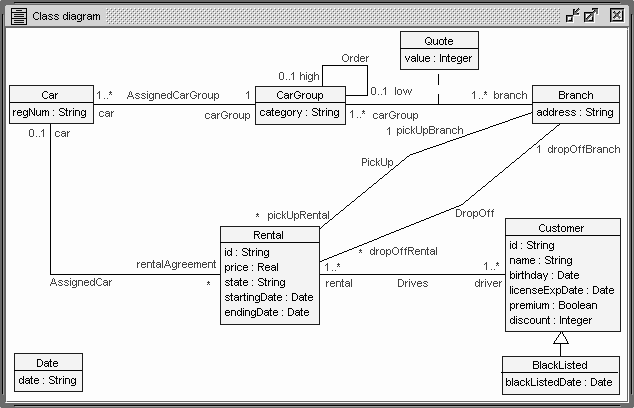 Class diagram
Quote
value : Integer
Order
0..1 high
0..1 low
Car
regNum : String
1..* AssignedCarGroup 1
car
carGroup
CarGroup
category : String
1..* carGroup
1..* branch
Branch
address : String
0..1 car
1 pickUpBranch
PickUp
1 dropOffBranch
DropOff
* pickUpRental
* dropOffRental
Rental
id : String
price : Real
state : String
startingDate : Date
endingDate : Date
rentalAgreement
*
AssignedCar
1..*
rental
Drives
1..*
driver
Customer
id : String
name : String
birthday : Date
licenseExpDate : Date
premium : Boolean
discount : Integer
Date
date : String
BlackListed
blackListedDate : Date